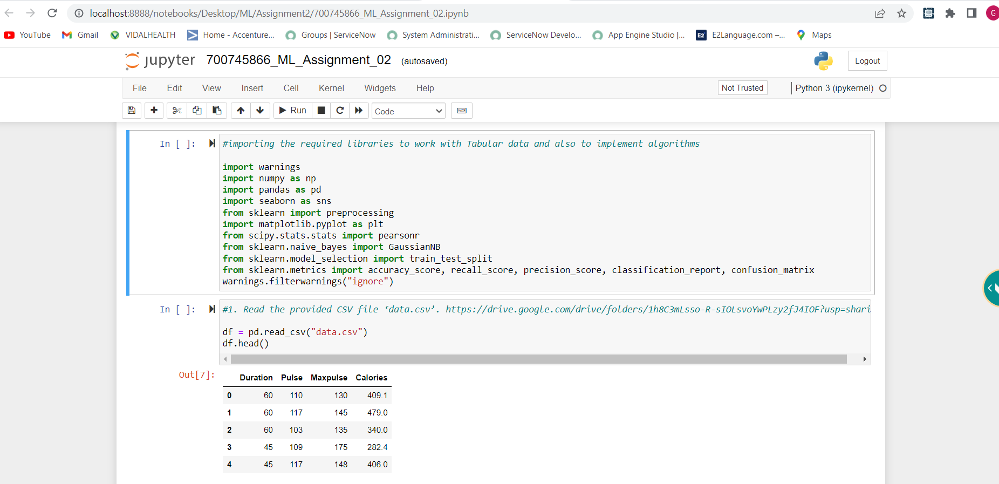 localhost:8888/notebooks/Desktop/ML/Assignment2/700745866_ML_Assignment_02.ipynb
G
YouTube Gmail VIDALHEALTH Home - Accenture... Groups | ServiceNow System Administrati... ServiceNow Develo... App Engine Studio |... E2 E2Language.com –... Maps
jupyter 700745866_ML_Assignment_02 (autosaved) Logout
File Edit View Insert Cell Kernel Widgets Help Not Trusted Python 3 (ipykernel)
Run Code
In [ ]: #importing the required libraries to work with Tabular data and also to implement algorithms
import warnings
import numpy as np
import pandas as pd
import seaborn as sns
from sklearn import preprocessing
import matplotlib.pyplot as plt
from scipy.stats.stats import pearsonr
from sklearn.naive_bayes import GaussianNB
from sklearn.model_selection import train_test_split
from sklearn.metrics import accuracy_score, recall_score, precision_score, classification_report, confusion_matrix
warnings.filterwarnings("ignore")
In [ ]: #1. Read the provided CSV file ‘data.csv’. https://drive.google.com/drive/folders/1h8C3mLsso-R-sIOLsvoYwPLzy2fJ4IOF?usp=shari
df = pd.read_csv("data.csv")
df.head()
Out[7]:
Duration Pulse Maxpulse Calories
0 60 110 130 409.1
1 60 117 145 479.0
2 60 103 135 340.0
3 45 109 175 282.4
4 45 117 148 406.0